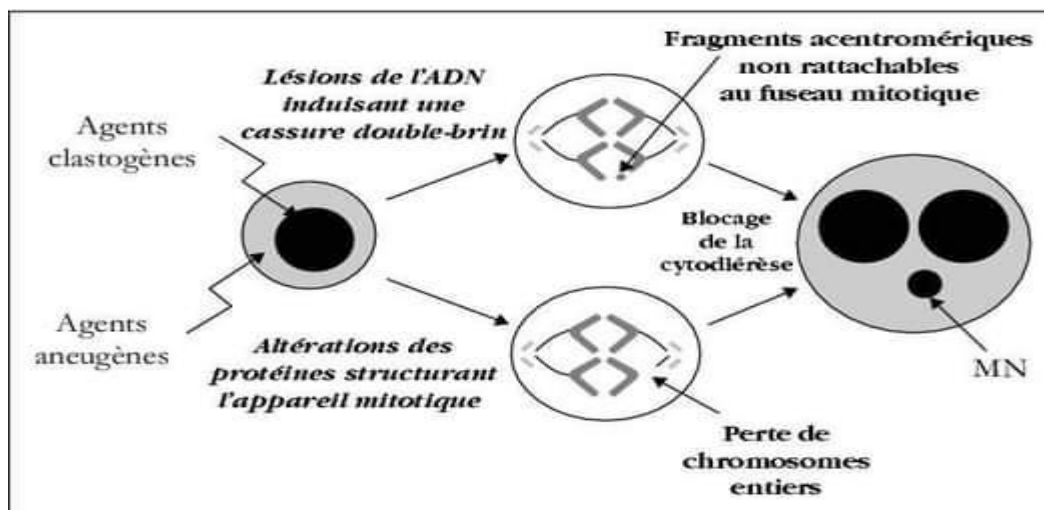 Fragments acentromériques
non rattachables
au fuseau mitotique
Lésions de l'ADN
induisant une
cassure double-brin
Agents
clastogènes
Blocage
de la
cytodiérèse
Agents
aneugènes
Altérations des
protéines structurant
l'appareil mitotique
MN
Perte de
chromosomes
entiers